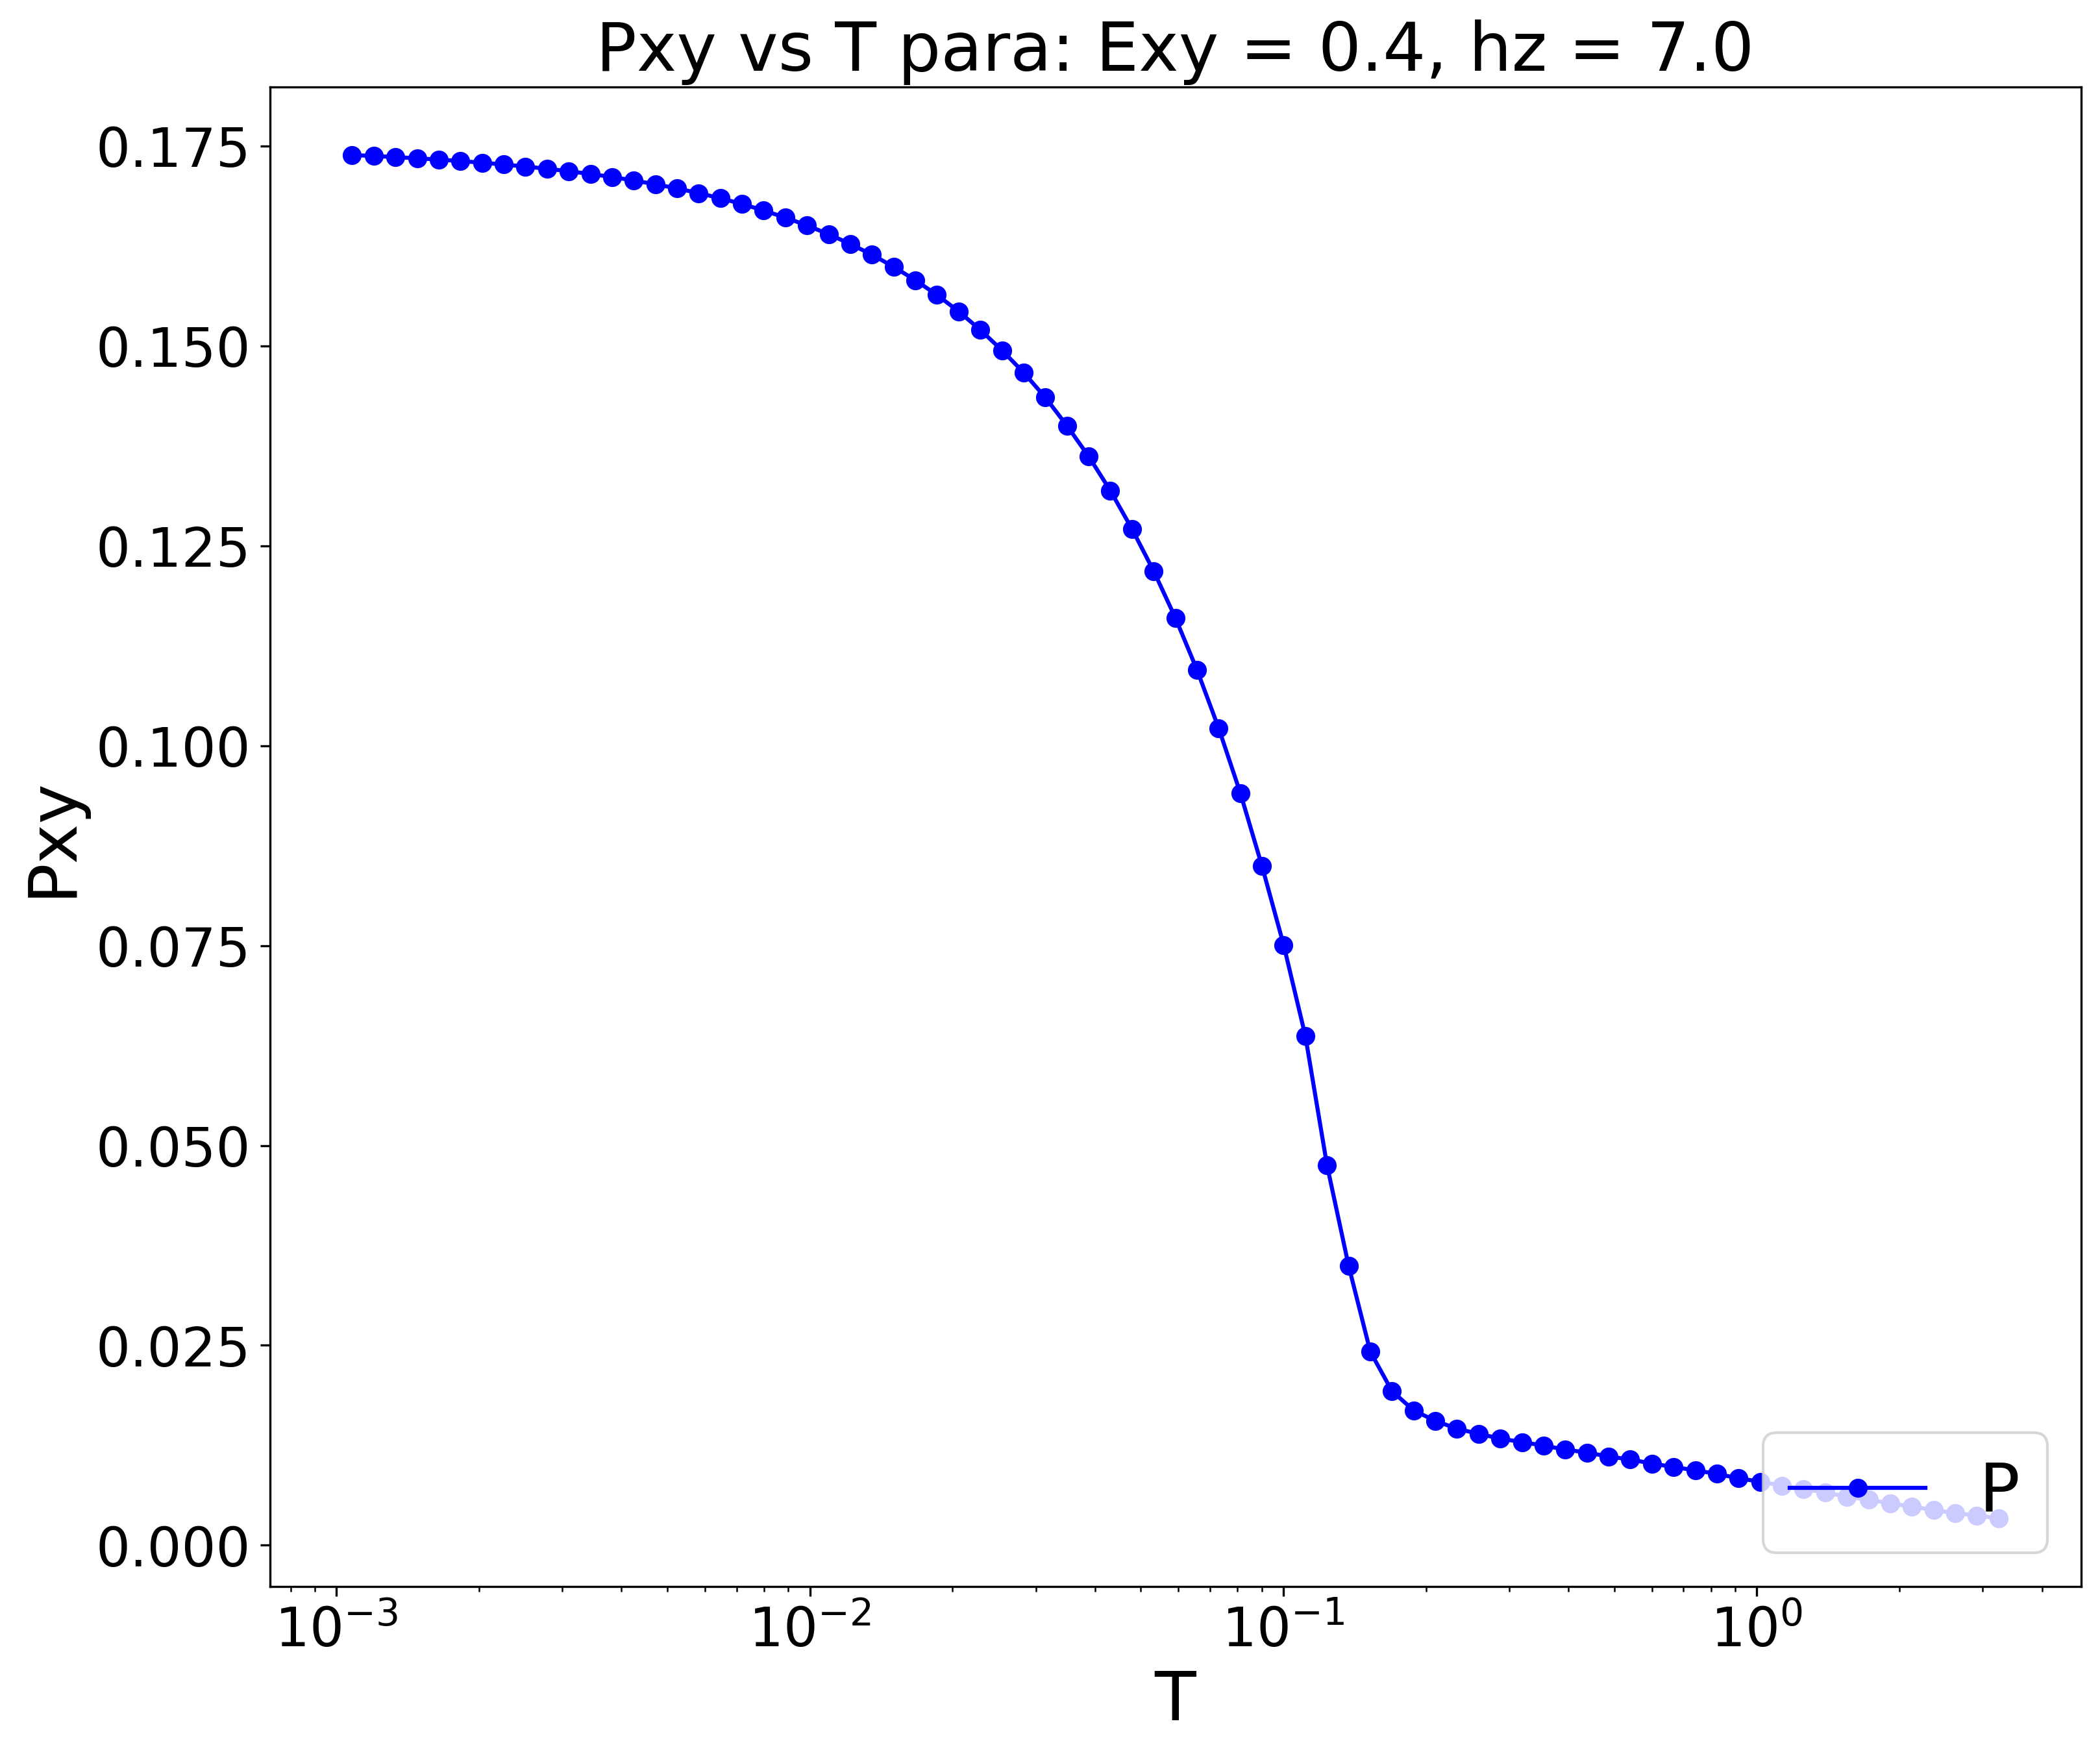 Pxy vs T para: Exy = 0.4, hz = 7.0
Pxy
0.175
0.150
0.125
0.100
0.075
0.050
0.025
0.000
P
10⁻³ 10⁻² 10⁻¹ 10⁰
T